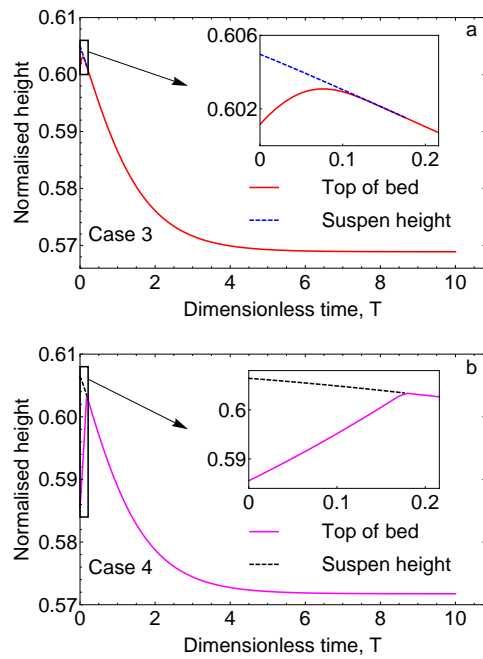 a
0.61
0.60
0.59
0.58
0.57
Normalised height
0.606
0.602
0 0.1 0.2
Top of bed
Suspen height
Case 3
0 2 4 6 8 10
Dimensionless time, T
b
0.61
0.60
0.59
0.58
0.57
Normalised height
0.6
0.59
0 0.1 0.2
Top of bed
Suspen height
Case 4
0 2 4 6 8 10
Dimensionless time, T